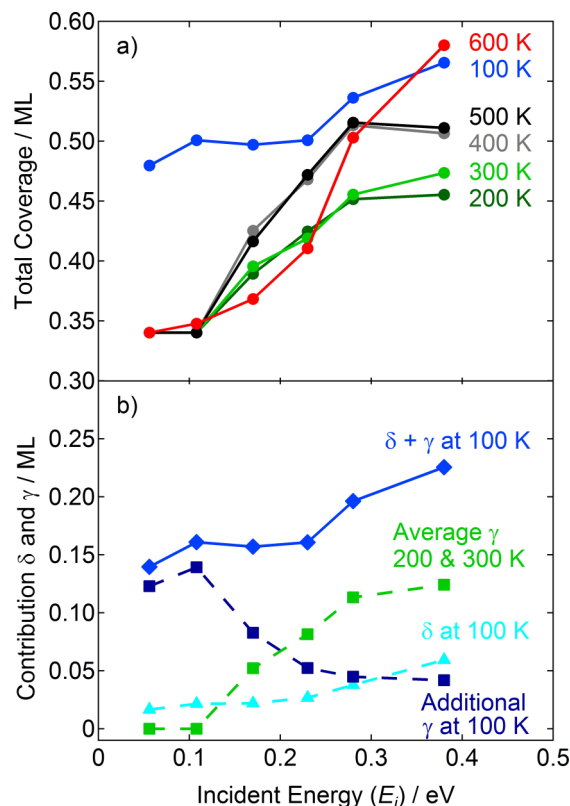 a)
600 K
100 K
500 K
400 K
300 K
200 K
0.60
0.55
0.50
0.45
0.40
0.35
0.30
Total Coverage / ML
b)
δ + γ at 100 K
Average γ
200 & 300 K
δ at 100 K
Additional
γ at 100 K
0.25
0.20
0.15
0.10
0.05
0
Contribution δ and γ / ML
0
0.1
0.2
0.3
0.4
0.5
Incident Energy (Ei) / eV